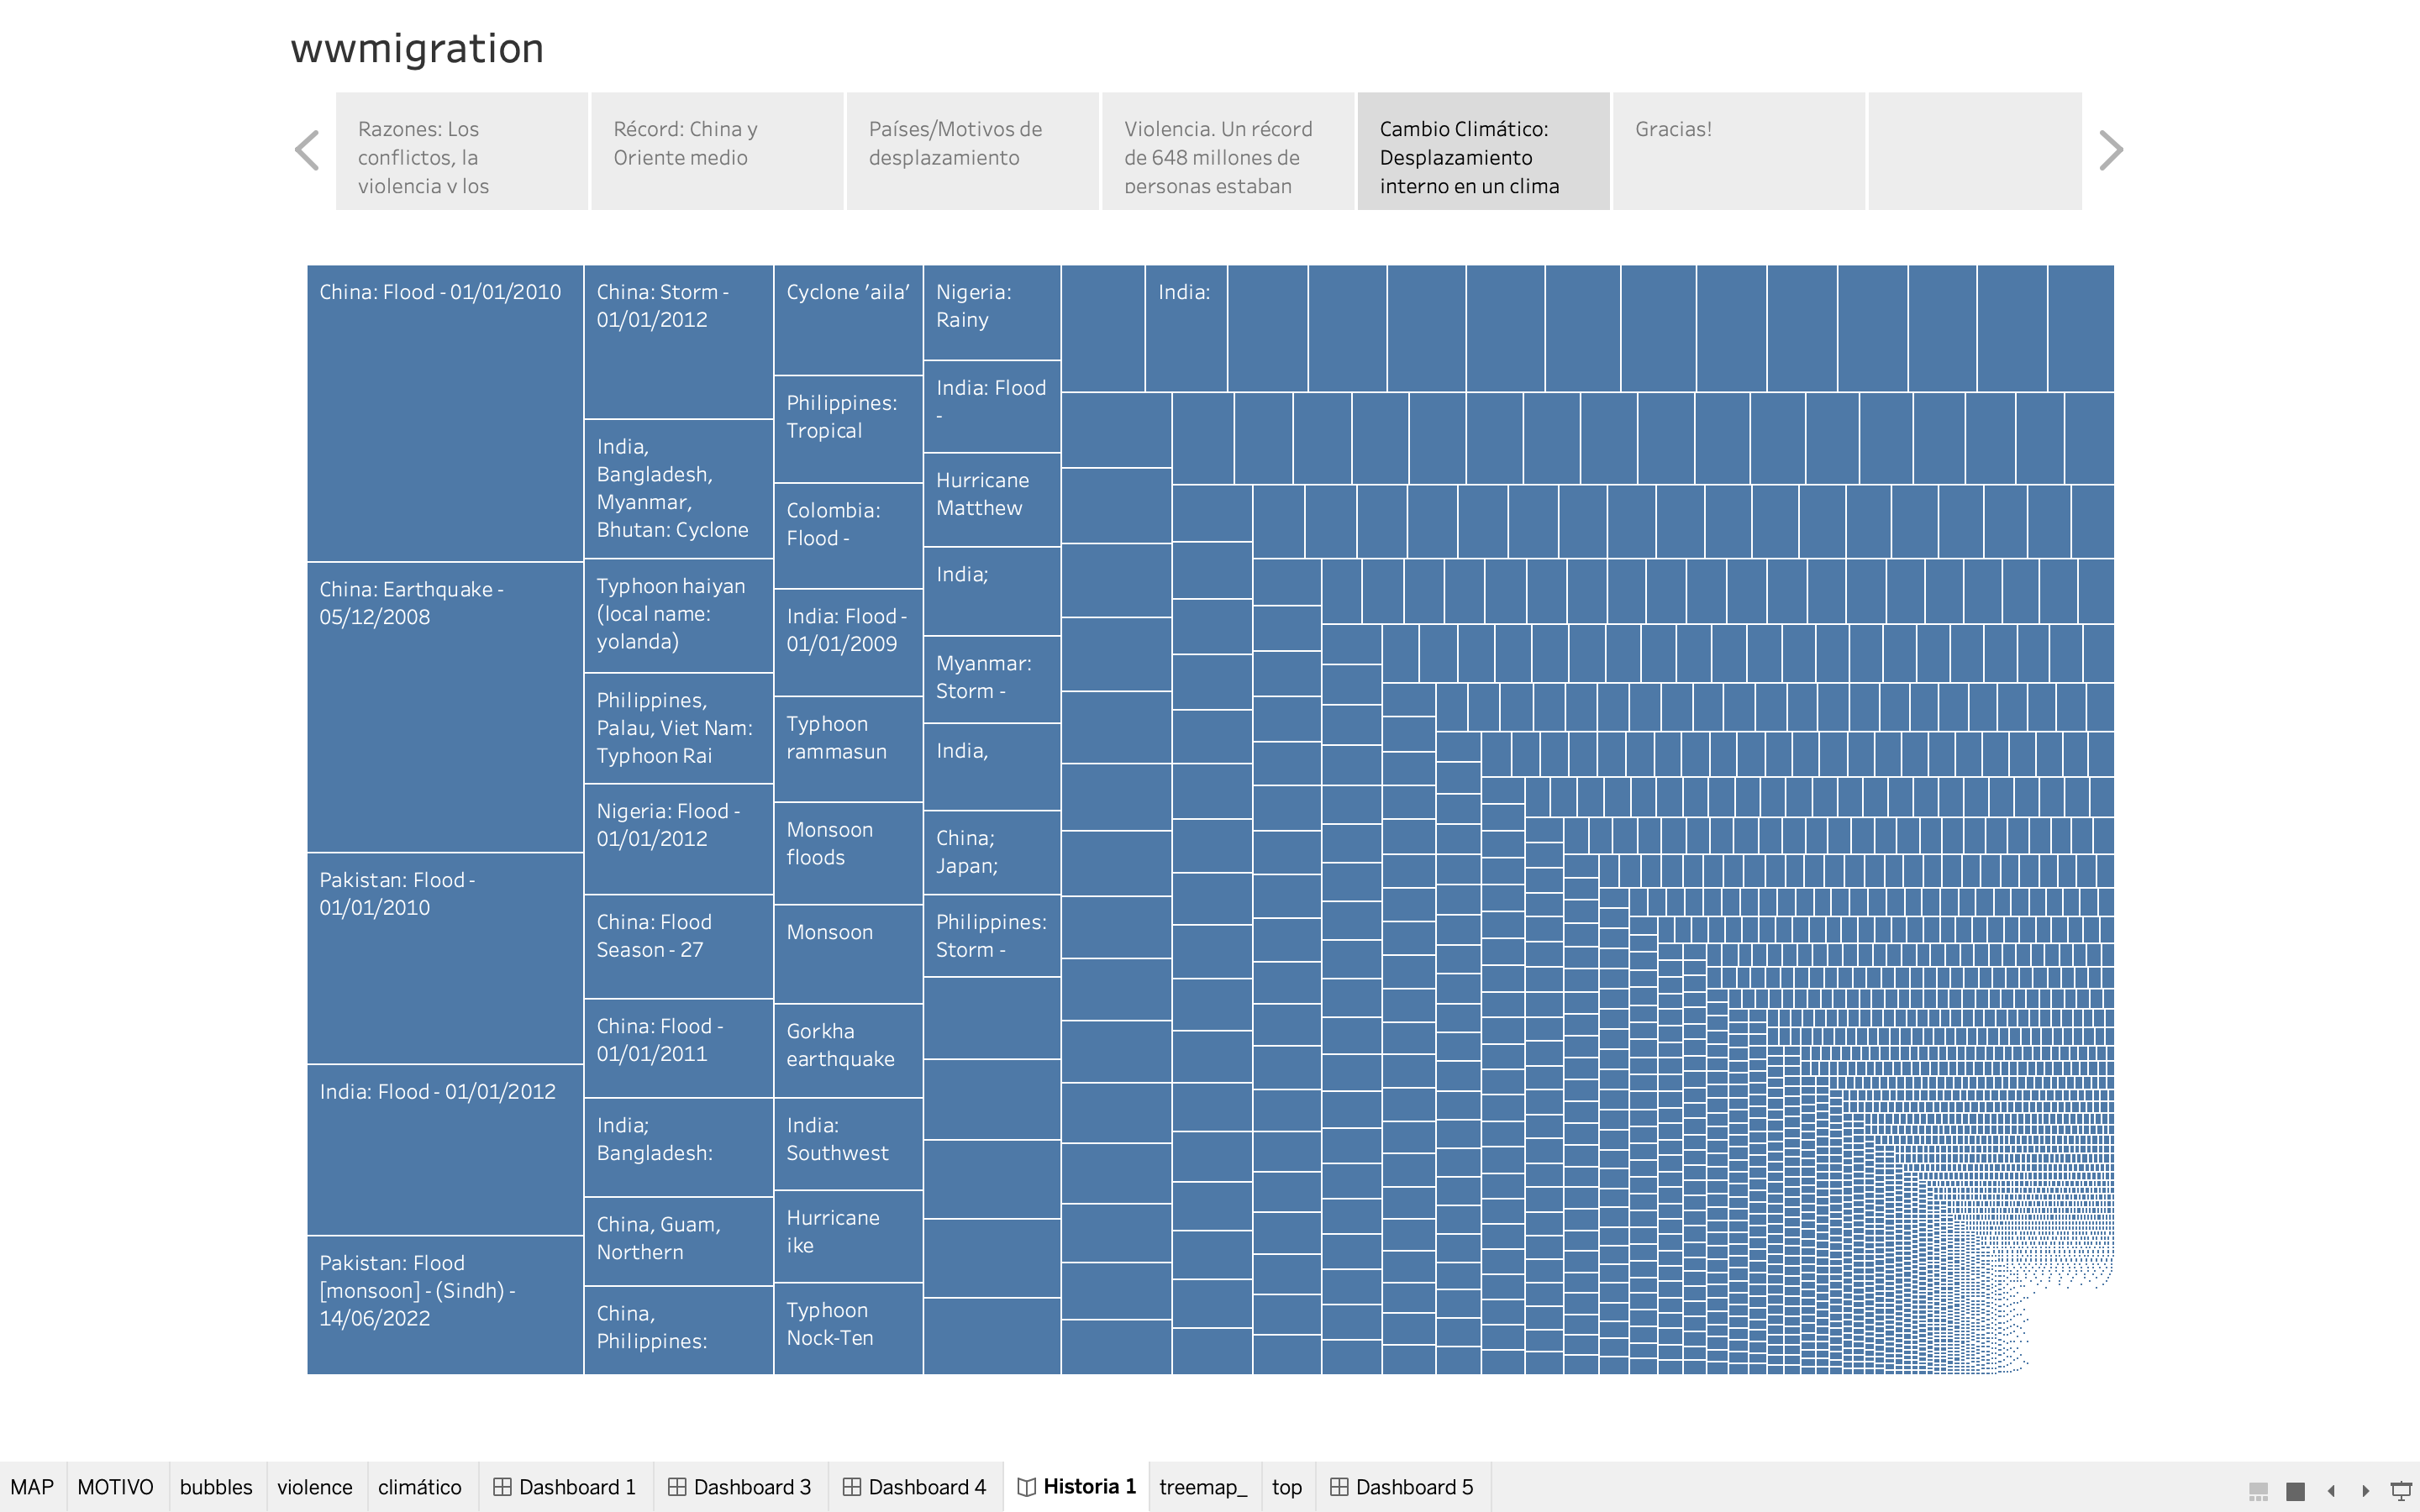 wwmigration
Razones: Los
conflictos, la
violencia y los
Récord: China y
Oriente medio
Países/Motivos de
desplazamiento
Violencia. Un récord
de 648 millones de
personas estaban
Cambio Climático:
Desplazamiento
interno en un clima
Gracias!
China: Flood - 01/01/2010
China: Earthquake -
05/12/2008
Pakistan: Flood -
01/01/2010
India: Flood - 01/01/2012
Pakistan: Flood
[monsoon] - (Sindh) -
14/06/2022
China: Storm -
01/01/2012
India,
Bangladesh,
Myanmar,
Bhutan: Cyclone
Typhoon haiyan
(local name:
yolanda)
Philippines,
Palau, Viet Nam:
Typhoon Rai
Nigeria: Flood -
01/01/2012
China: Flood
Season - 27
China: Flood -
01/01/2011
India;
Bangladesh:
China, Guam,
Northern
China,
Philippines:
Cyclone 'aila'
Philippines:
Tropical
Colombia:
Flood -
India: Flood -
01/01/2009
Typhoon
rammasun
Monsoon
floods
Monsoon
Gorkha
earthquake
India:
Southwest
Hurricane
ike
Typhoon
Nock-Ten
Nigeria:
Rainy
India: Flood
-
Hurricane
Matthew
India;
Myanmar:
Storm -
India,
China;
Japan;
Philippines:
Storm -
India:
MAP
MOTIVO
bubbles
violence
climático
Dashboard 1
Dashboard 3
Dashboard 4
Historia 1
treemap_
top
Dashboard 5